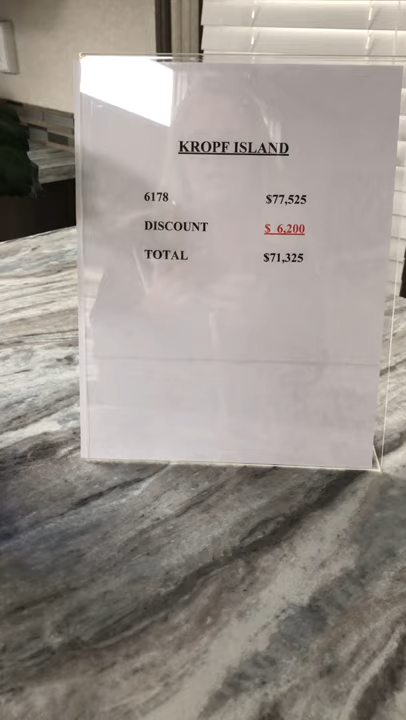 KROPF ISLAND
6178 $77,525
DISCOUNT $ 6,200
TOTAL $71,325